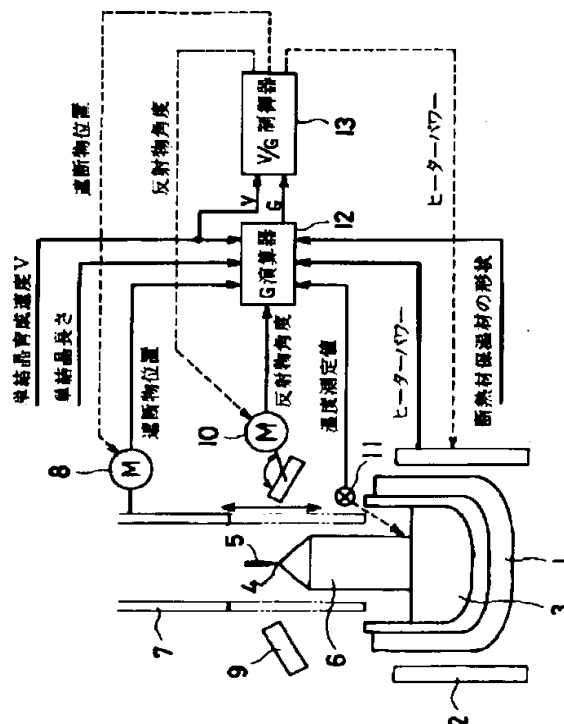 遮断物位置
反射物角度
V/G 制御器
13
ヒーターパワー
V
G
12
G演算器
単結晶育成速度V
単結晶長さ
遮断物位置
反射物角度
温度測定値
ヒーターパワー
断熱材保温材の形状
8
M
10
M
11
7
5
4
6
9
1
3
2